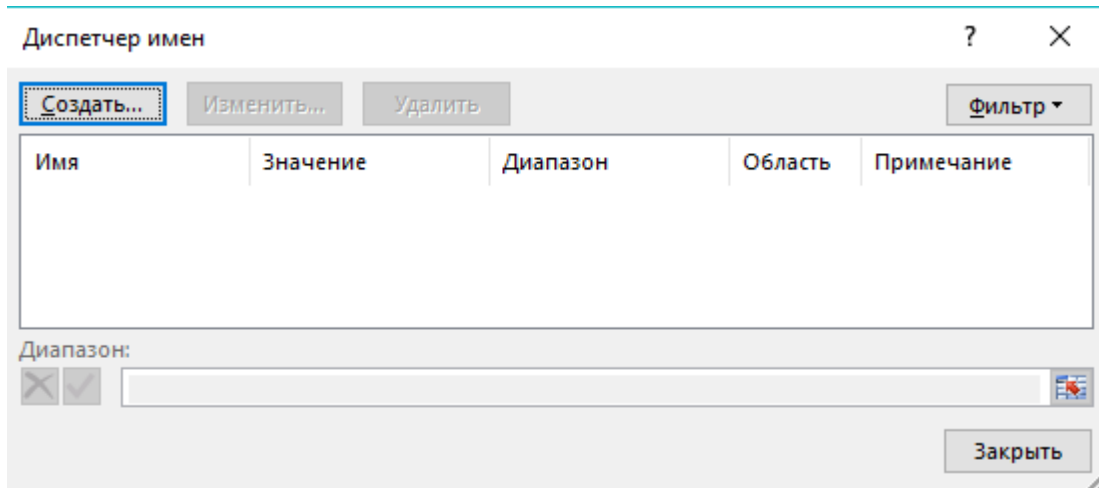 Диспетчер имен ?
Создать... Изменить... Удалить Фильтр
Имя Значение Диапазон Область Примечание
Диапазон:
Закрыть